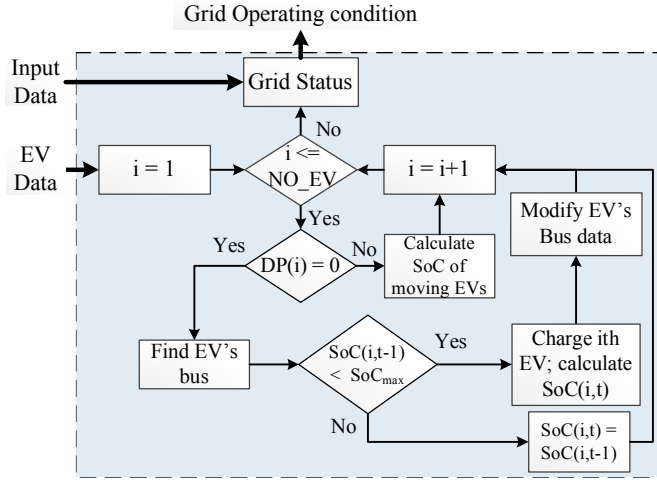 Grid Operating condition
Input
Data
Grid Status
No
EV
Data
i = 1
i <=
NO_EV
i = i+1
Yes
Modify EV's
Bus data
Yes
DP(i) = 0
No
Calculate
SoC of
moving EVs
Find EV's
bus
SoC(i,t-1)
< SoCmax
Yes
Charge ith
EV; calculate
SoC(i,t)
No
SoC(i,t) =
SoC(i,t-1)